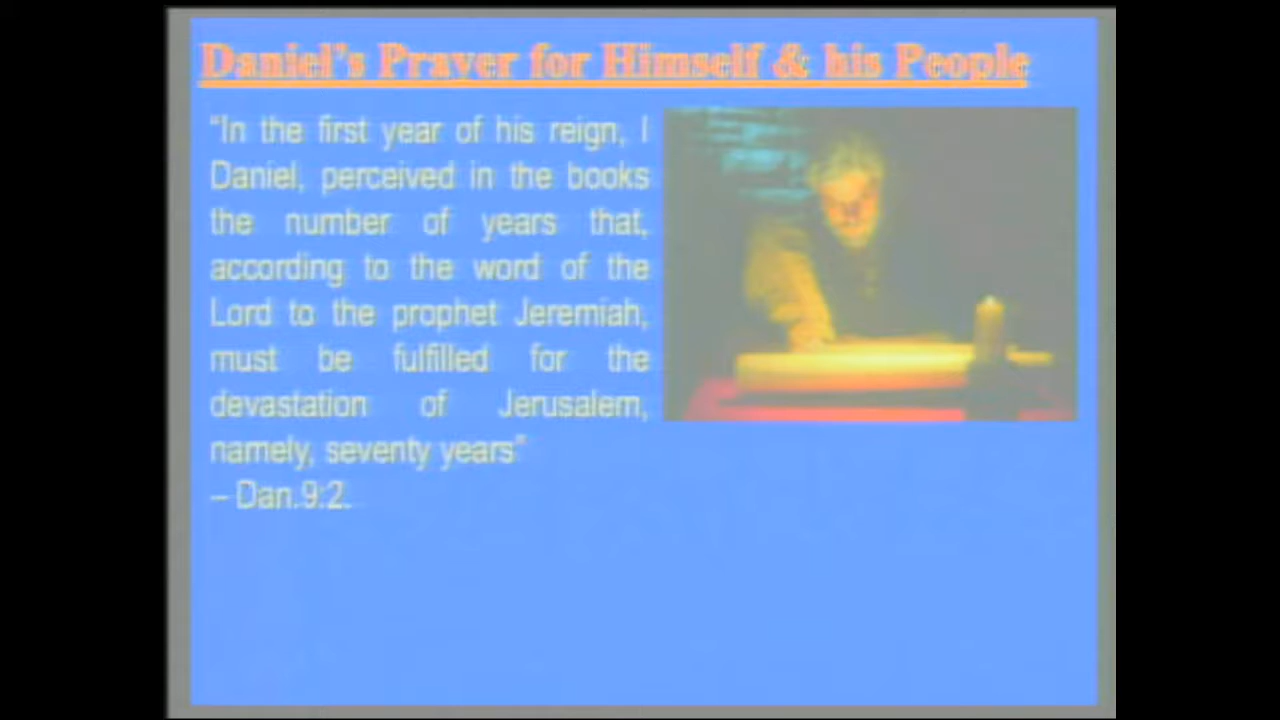 Daniel's Prayer for Himself & his People
“In the first year of his reign, I
Daniel, perceived in the books
the number of years that,
according to the word of the
Lord to the prophet Jeremiah,
must be fulfilled for the
devastation of Jerusalem,
namely, seventy years”
– Dan.9:2.